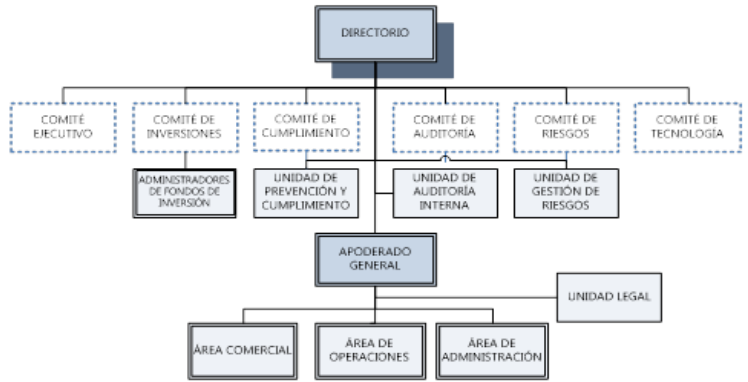 DIRECTORIO
COMITÉ
EJECUTIVO
COMITÉ DE
INVERSIONES
COMITÉ DE
CUMPLIMIENTO
COMITÉ DE
AUDITORÍA
COMITÉ DE
RIESGOS
COMITÉ DE
TECNOLOGÍA
ADMINISTRADORES
DE FONDOS DE
INVERSIÓN
UNIDAD DE
PREVENCIÓN Y
CUMPLIMIENTO
UNIDAD DE
AUDITORÍA
INTERNA
UNIDAD DE
GESTIÓN DE
RIESGOS
APODERADO
GENERAL
UNIDAD LEGAL
ÁREA COMERCIAL
ÁREA DE
OPERACIONES
ÁREA DE
ADMINISTRACIÓN